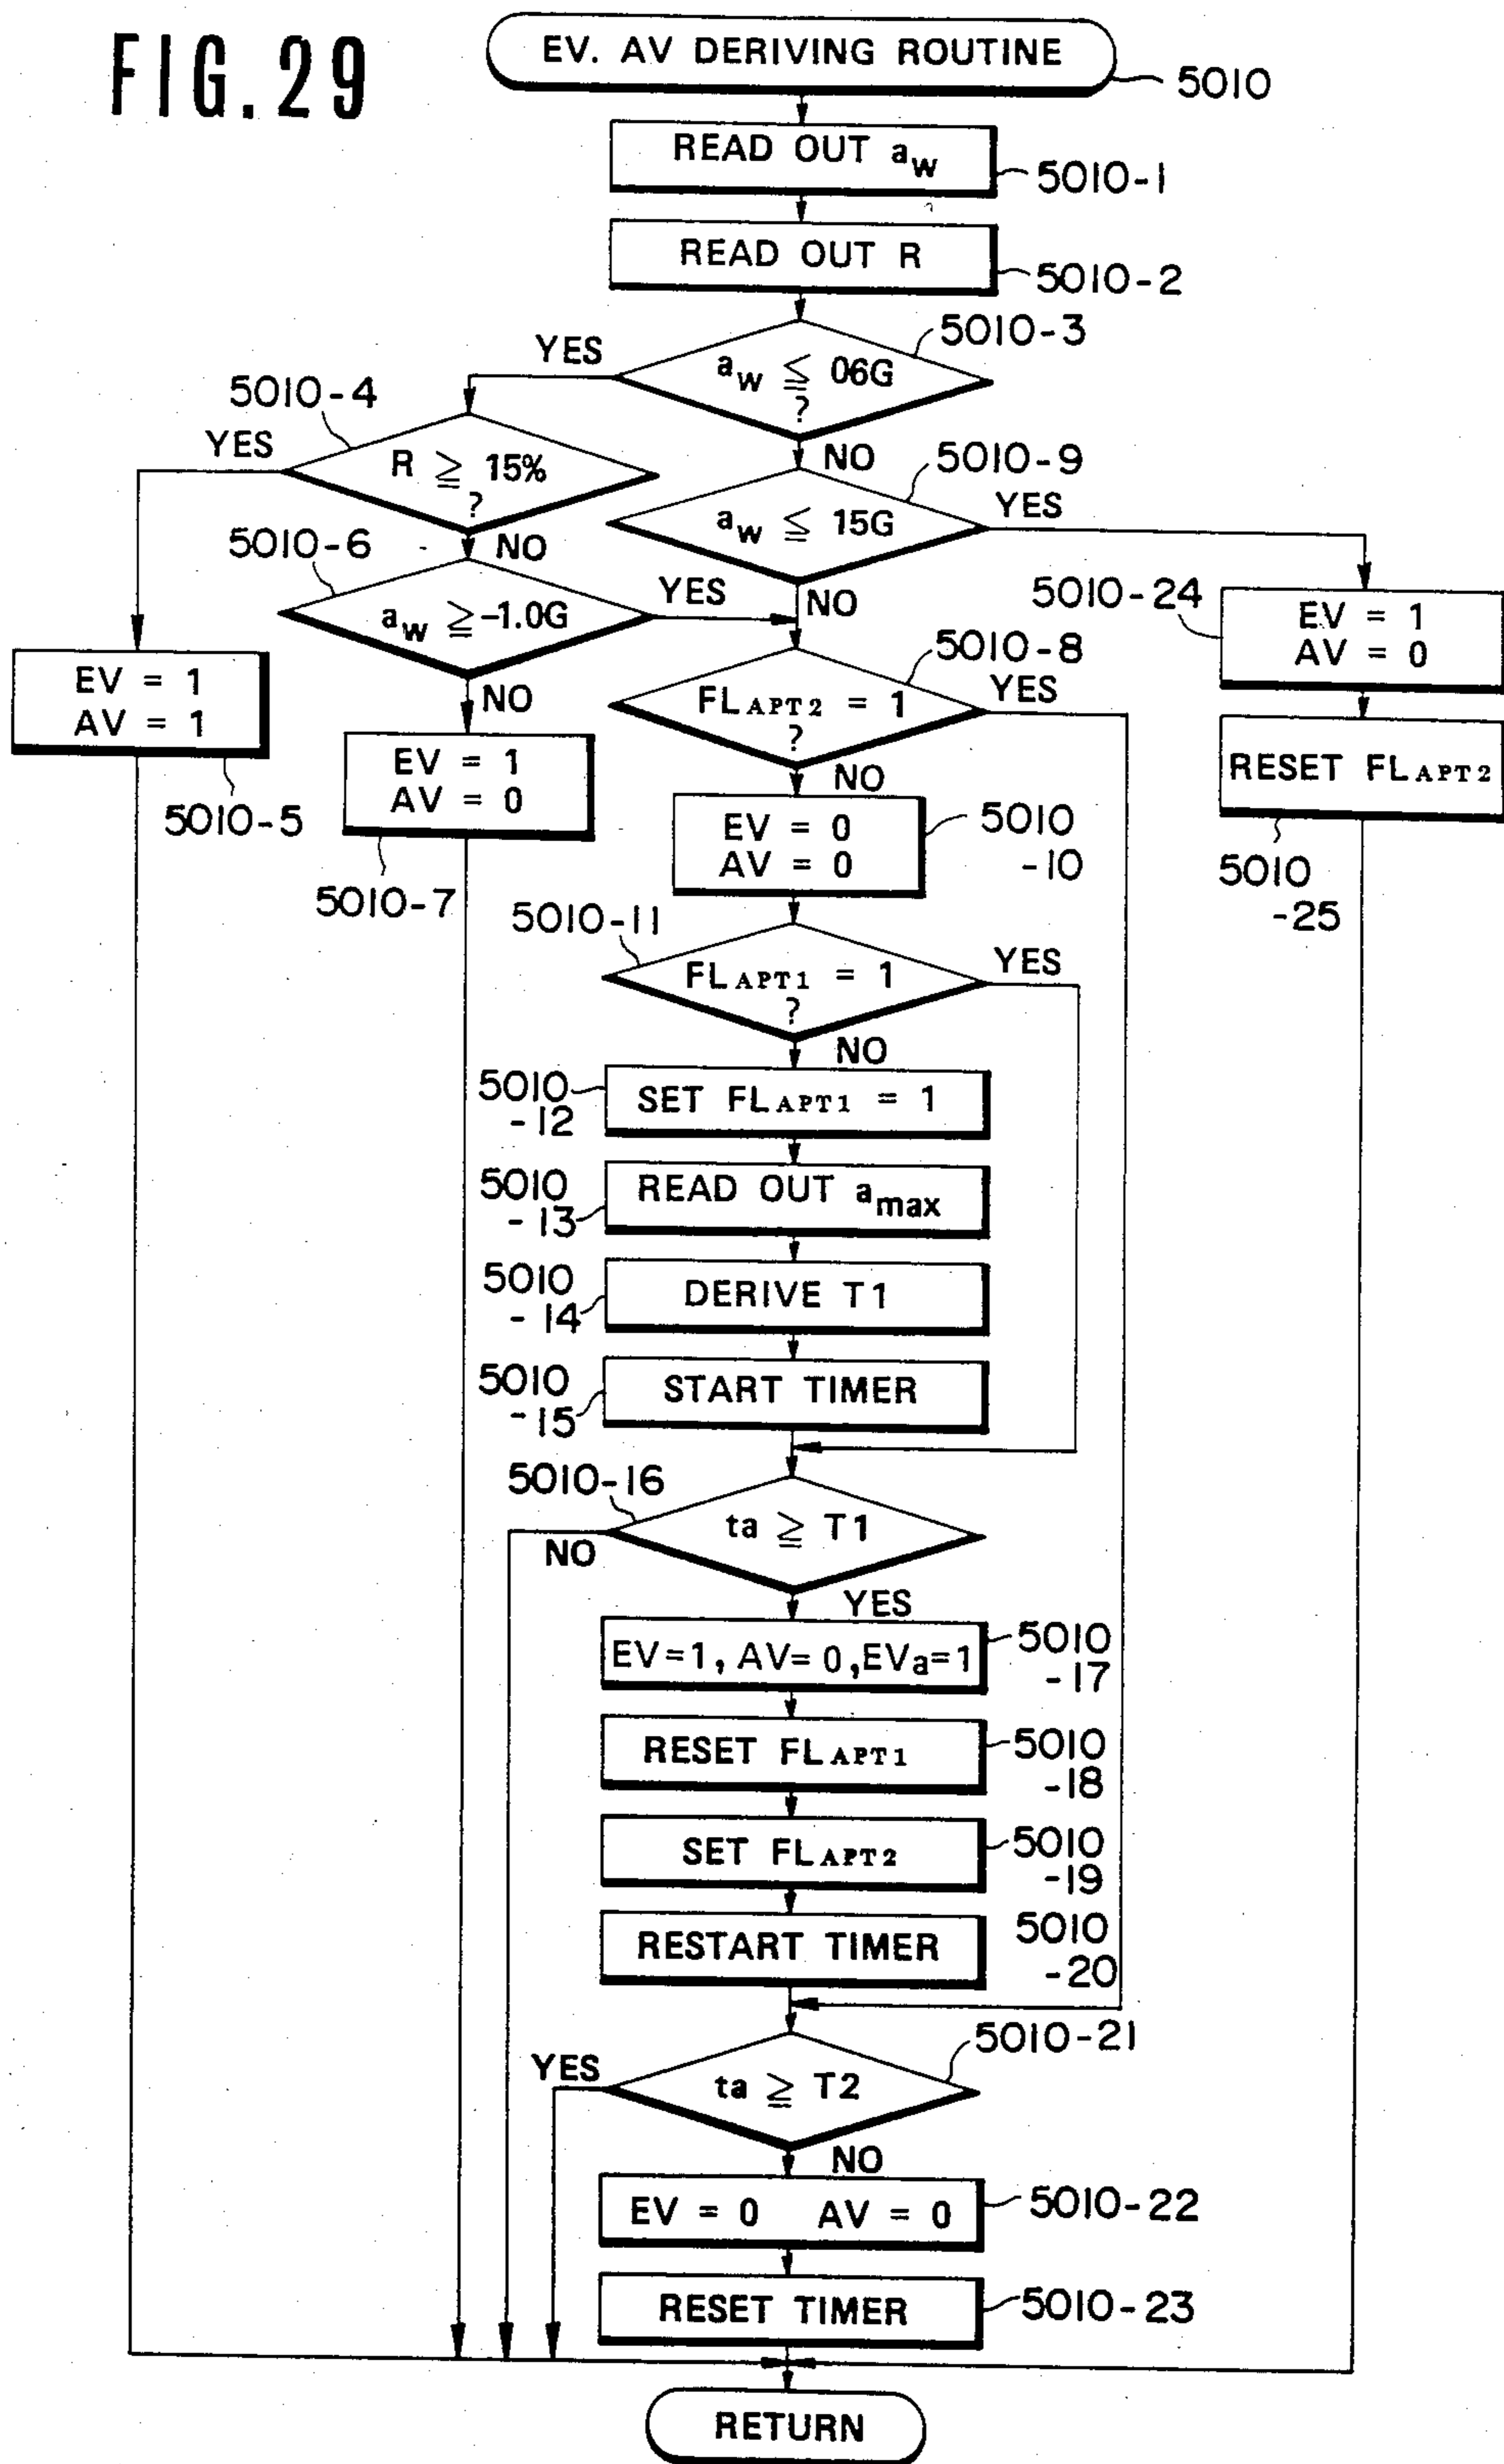 FIG.29
EV. AV DERIVING ROUTINE
5010
READ OUT aw
5010-1
READ OUT R
5010-2
5010-3
YES
aw ≦ 06G
?
5010-4
YES
R ≧ 15%
?
NO
5010-9
YES
aw ≦ 15G
5010-6
NO
YES
aw ≧ -1.0G
NO
5010-24
EV = 1
AV = 0
EV = 1
AV = 1
5010-5
NO
5010-8
YES
FLAPT2 = 1
?
EV = 1
AV = 0
5010-7
NO
RESET FLAPT2
5010
-25
EV = 0
AV = 0
5010
-10
5010-11
YES
FLAPT1 = 1
?
NO
5010
-12
SET FLAPT1 = 1
5010
-13
READ OUT amax
5010
-14
DERIVE T1
5010
-15
START TIMER
5010-16
ta ≧ T1
NO
YES
EV=1, AV= 0,EVa=1
5010
-17
RESET FLAPT1
5010
-18
SET FLAPT2
5010
-19
RESTART TIMER
5010
-20
5010-21
YES
ta ≧ T2
NO
EV = 0 AV = 0
5010-22
RESET TIMER
5010-23
RETURN